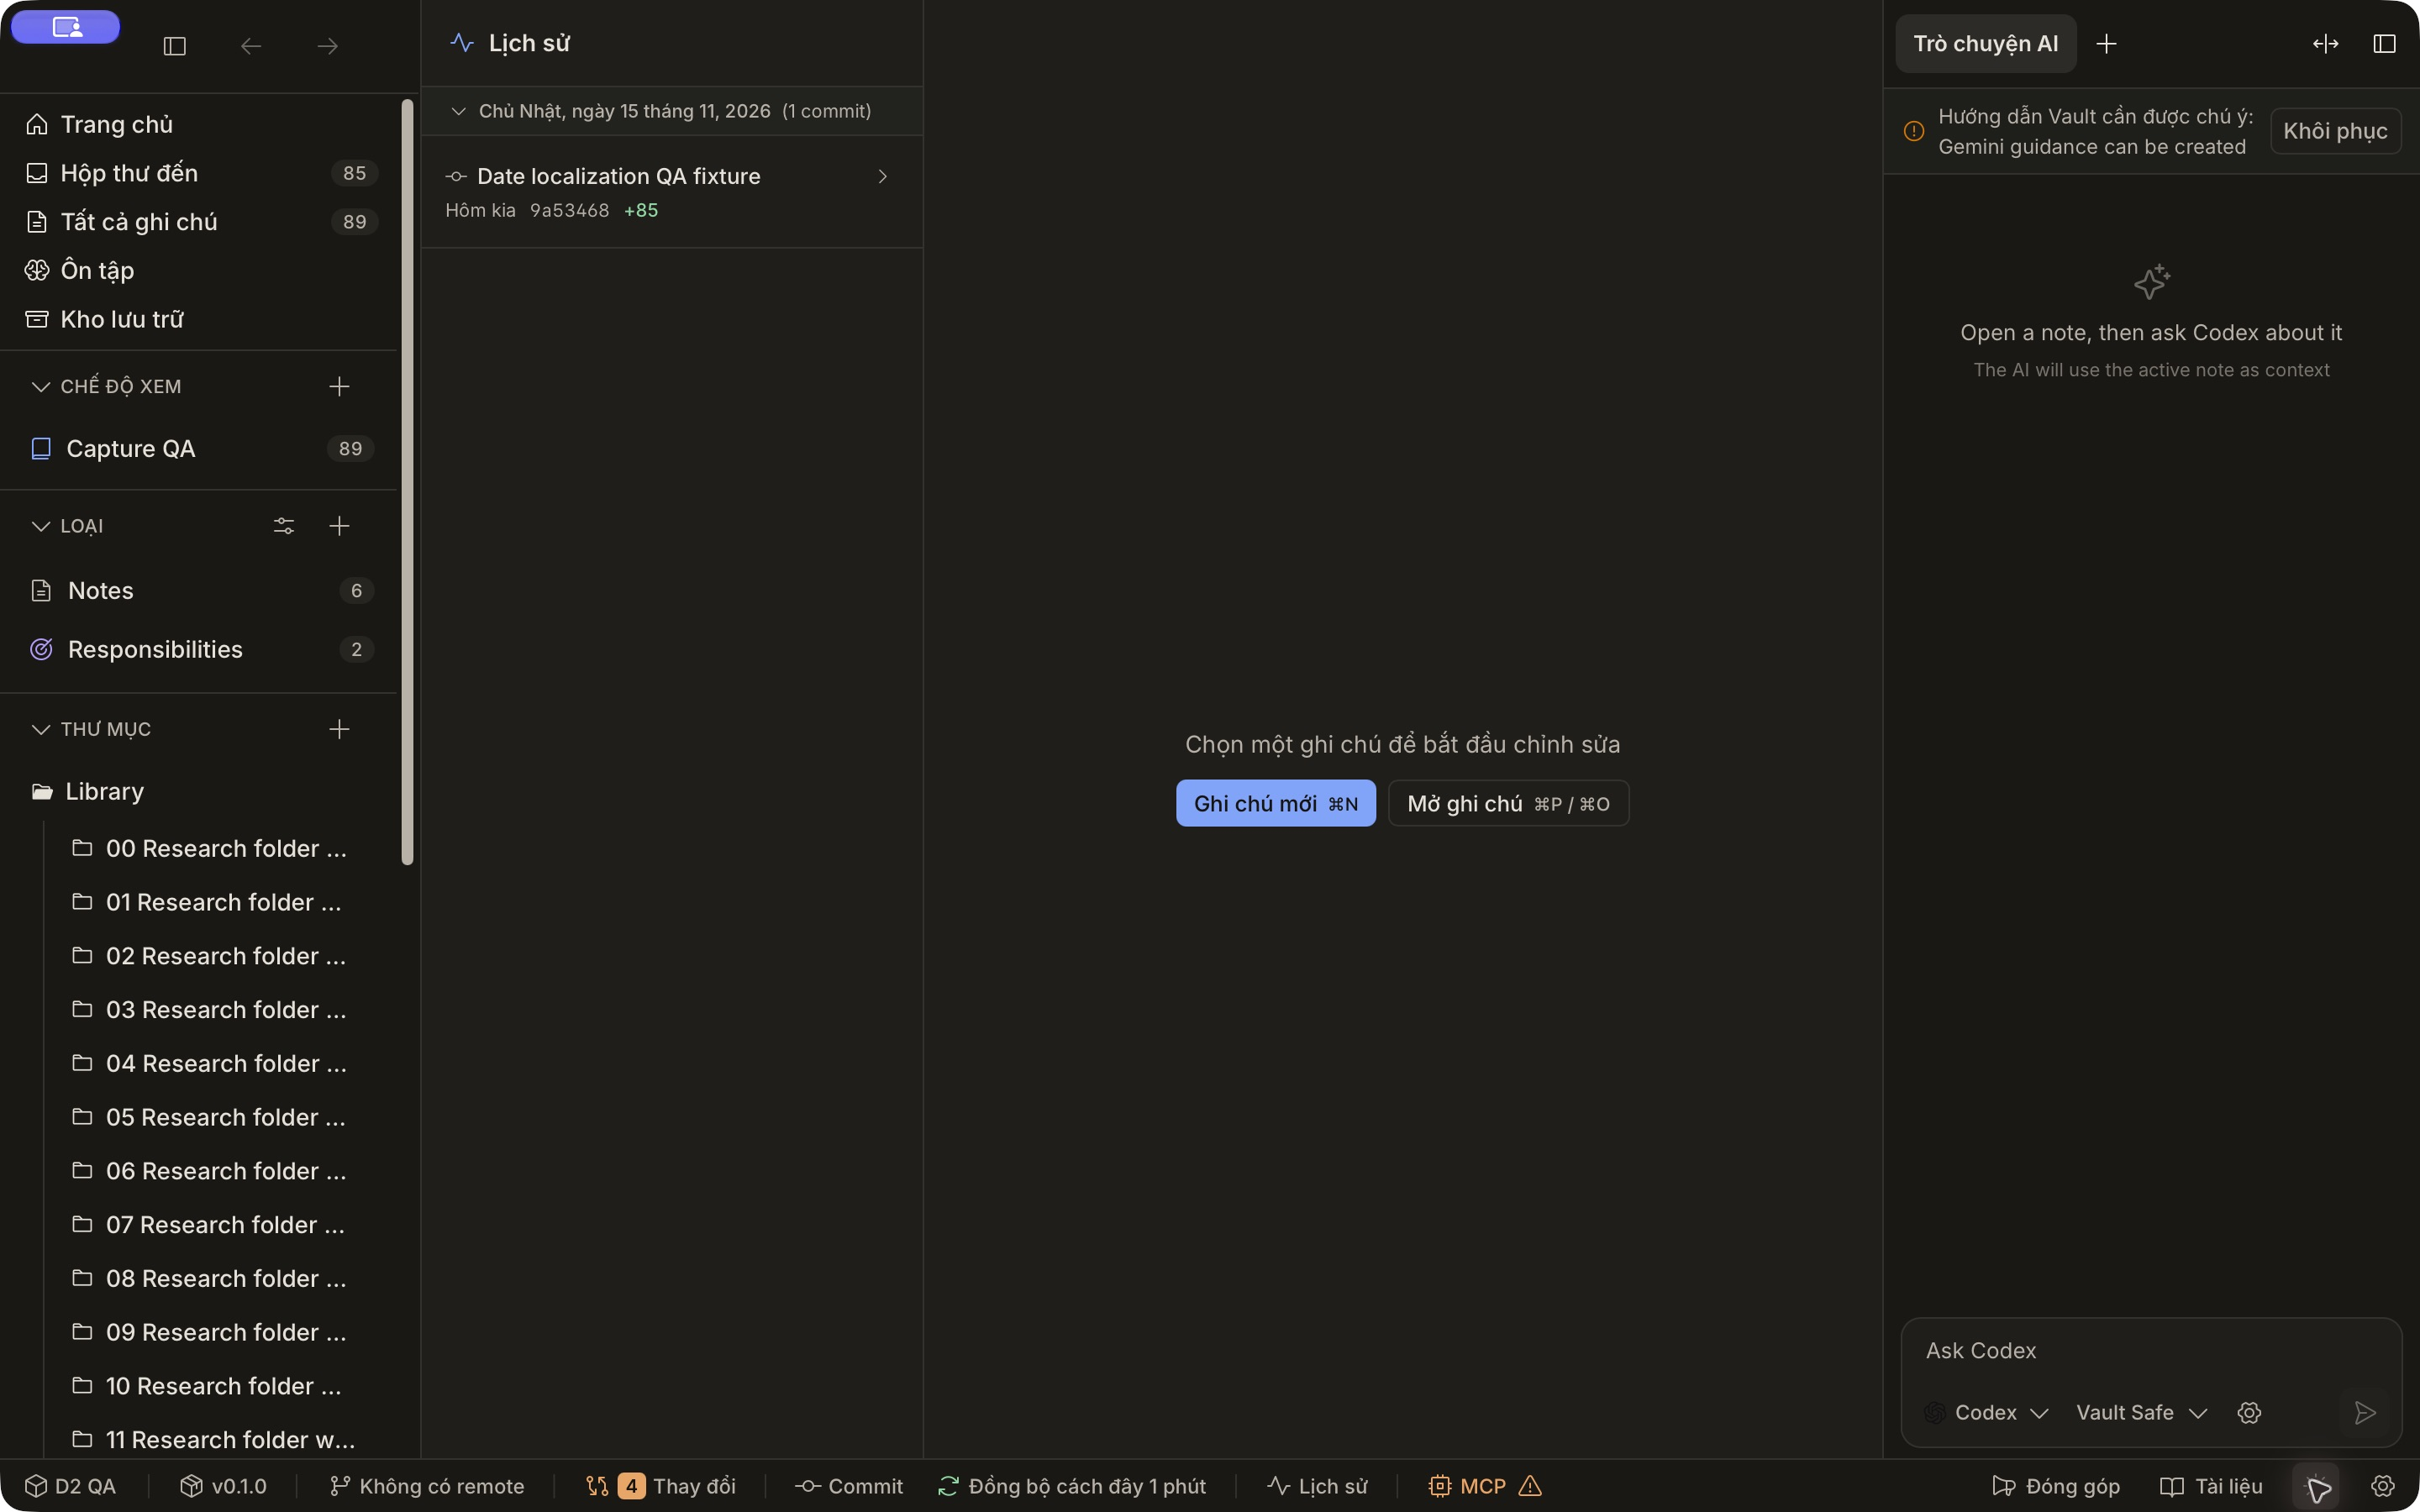 Trang chủ
Hộp thư đến 85
Tất cả ghi chú 89
Ôn tập
Kho lưu trữ
CHẾ ĐỘ XEM
Capture QA 89
LOẠI
Notes 6
Responsibilities 2
THƯ MỤC
Library
00 Research folder ...
01 Research folder ...
02 Research folder ...
03 Research folder ...
04 Research folder ...
05 Research folder ...
06 Research folder ...
07 Research folder ...
08 Research folder ...
09 Research folder ...
10 Research folder ...
11 Research folder w...
Lịch sử
Chủ Nhật, ngày 15 tháng 11, 2026 (1 commit)
Date localization QA fixture
Hôm kia 9a53468 +85
Chọn một ghi chú để bắt đầu chỉnh sửa
Ghi chú mới ⌘N
Mở ghi chú ⌘P / ⌘O
Trò chuyện AI
Hướng dẫn Vault cần được chú ý:
Gemini guidance can be created
Khôi phục
Open a note, then ask Codex about it
The AI will use the active note as context
Ask Codex
Codex Vault Safe
D2 QA v0.1.0 Không có remote 4 Thay đổi Commit Đồng bộ cách đây 1 phút Lịch sử MCP Đóng góp Tài liệu